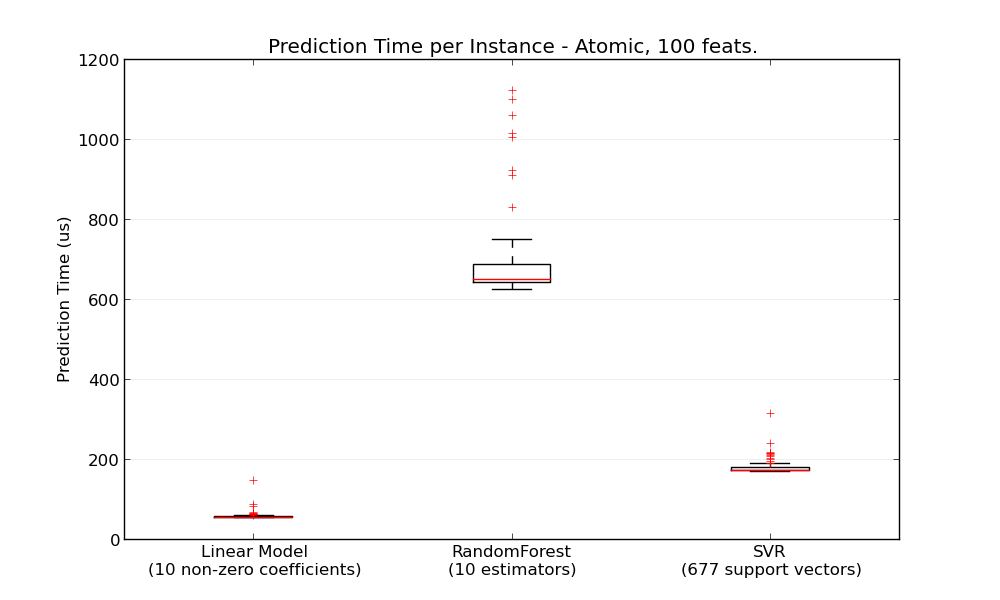 Prediction Time per Instance - Atomic, 100 feats.
1200
1000
800
600
400
200
0
Prediction Time (us)
Linear Model
(10 non-zero coefficients)
RandomForest
(10 estimators)
SVR
(677 support vectors)